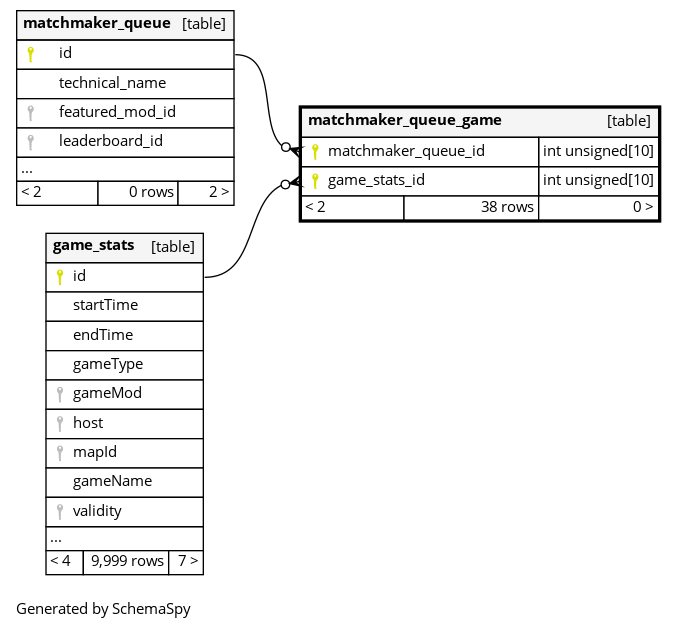 matchmaker_queue [table]
id
technical_name
featured_mod_id
leaderboard_id
...
< 2 0 rows 2 >
matchmaker_queue_game [table]
matchmaker_queue_id int unsigned[10]
game_stats_id int unsigned[10]
< 2 38 rows 0 >
game_stats [table]
id
startTime
endTime
gameType
gameMod
host
mapId
gameName
validity
...
< 4 9,999 rows 7 >
Generated by SchemaSpy